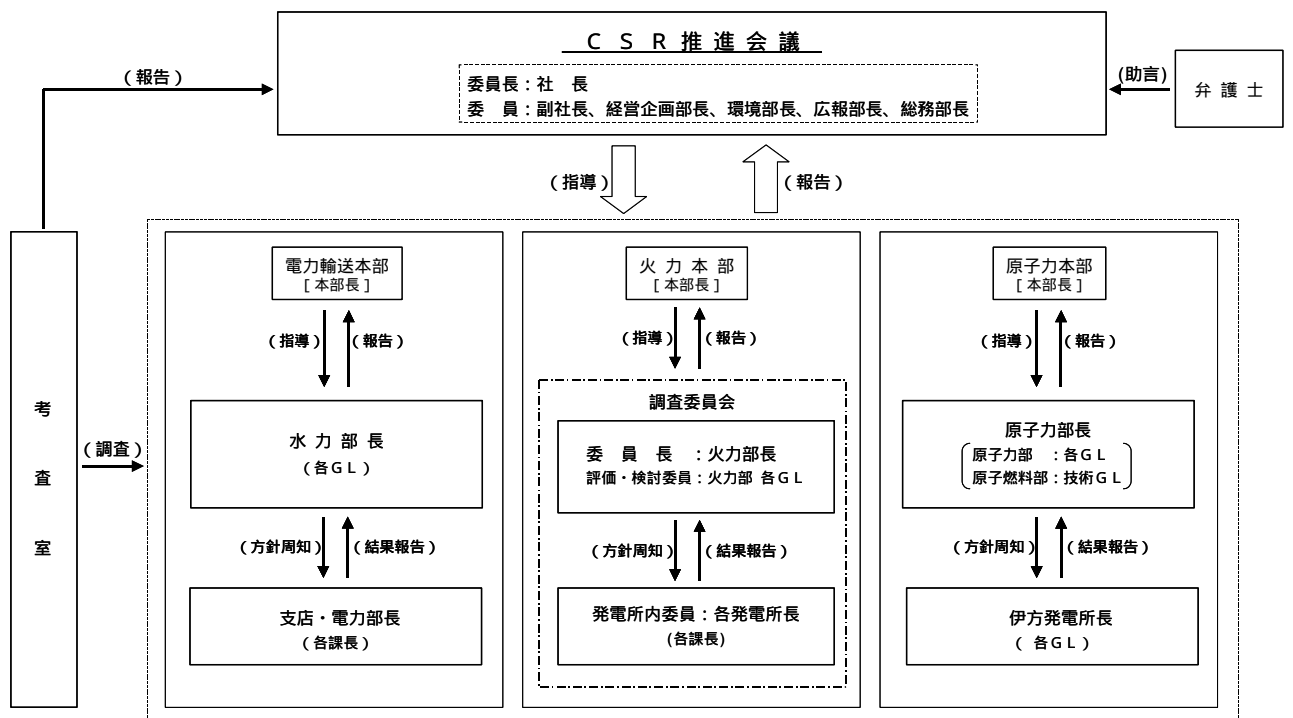 ＣＳＲ推進会議
委員長：社　長
委　員：副社長、経営企画部長、環境部長、広報部長、総務部長
（報告）
(助言)
弁護士
（指導）
（報告）
考査室
（調査）
電力輸送本部
［本部長］
（指導）
（報告）
水力部長
（各ＧＬ）
（方針周知）
（結果報告）
支店・電力部長
（各課長）
火力本部
［本部長］
（指導）
（報告）
調査委員会
委　員　長　：火力部長
評価・検討委員：火力部 各ＧＬ
（方針周知）
（結果報告）
発電所内委員：各発電所長
(各課長)
原子力本部
［本部長］
（指導）
（報告）
原子力部長
原子力部　：各ＧＬ
原子燃料部：技術ＧＬ
（方針周知）
（結果報告）
伊方発電所長
（ 各ＧＬ）